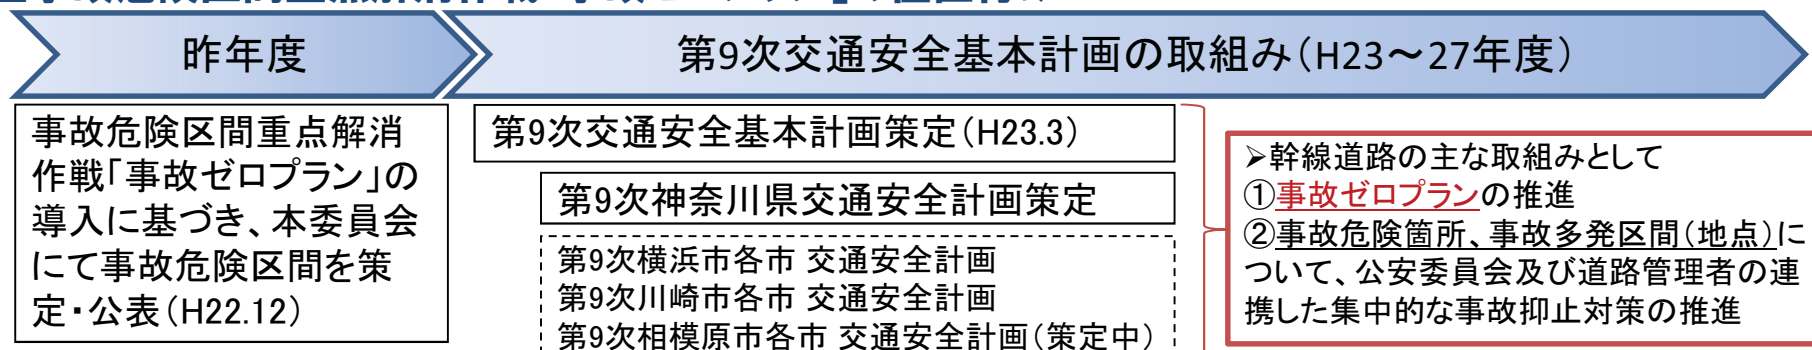 昨年度
第9次交通安全基本計画の取組み（H23～27年度）
事故危険区間重点解消
作戦「事故ゼロプラン」の
導入に基づき、本委員会
にて事故危険区間を策
定・公表（H22.12）
第9次交通安全基本計画策定（H23.3）
第9次神奈川県交通安全計画策定
第9次横浜市各市 交通安全計画
第9次川崎市各市 交通安全計画
第9次相模原市各市 交通安全計画（策定中）
➢幹線道路の主な取組みとして
①事故ゼロプランの推進
②事故危険箇所、事故多発区間（地点）に
ついて、公安委員会及び道路管理者の連
携した集中的な事故抑止対策の推進